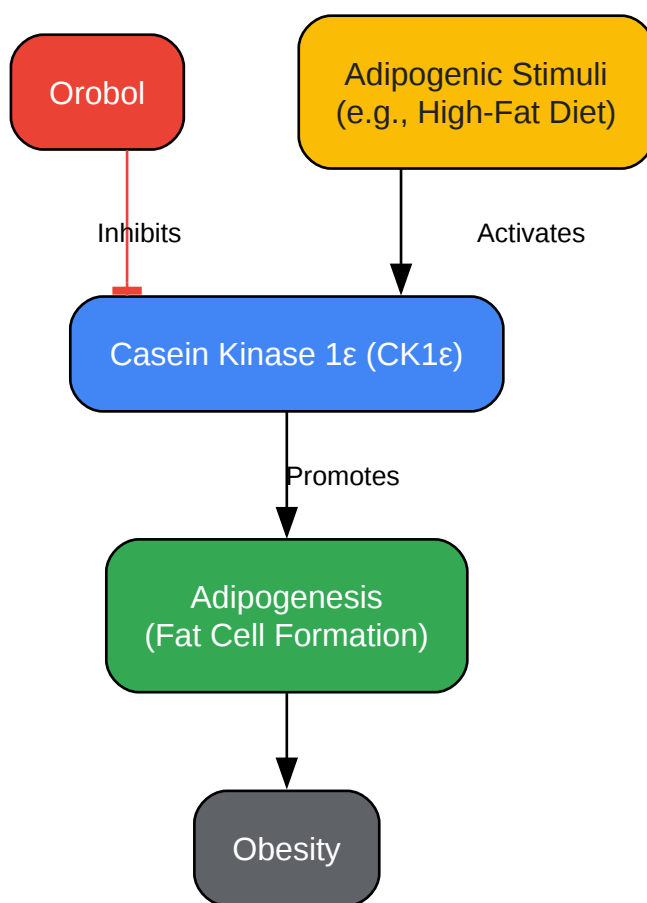 Orobol
Adipogenic Stimuli
(e.g., High-Fat Diet)
Inhibits
Activates
Casein Kinase 1ε (CK1ε)
Promotes
Adipogenesis
(Fat Cell Formation)
Obesity